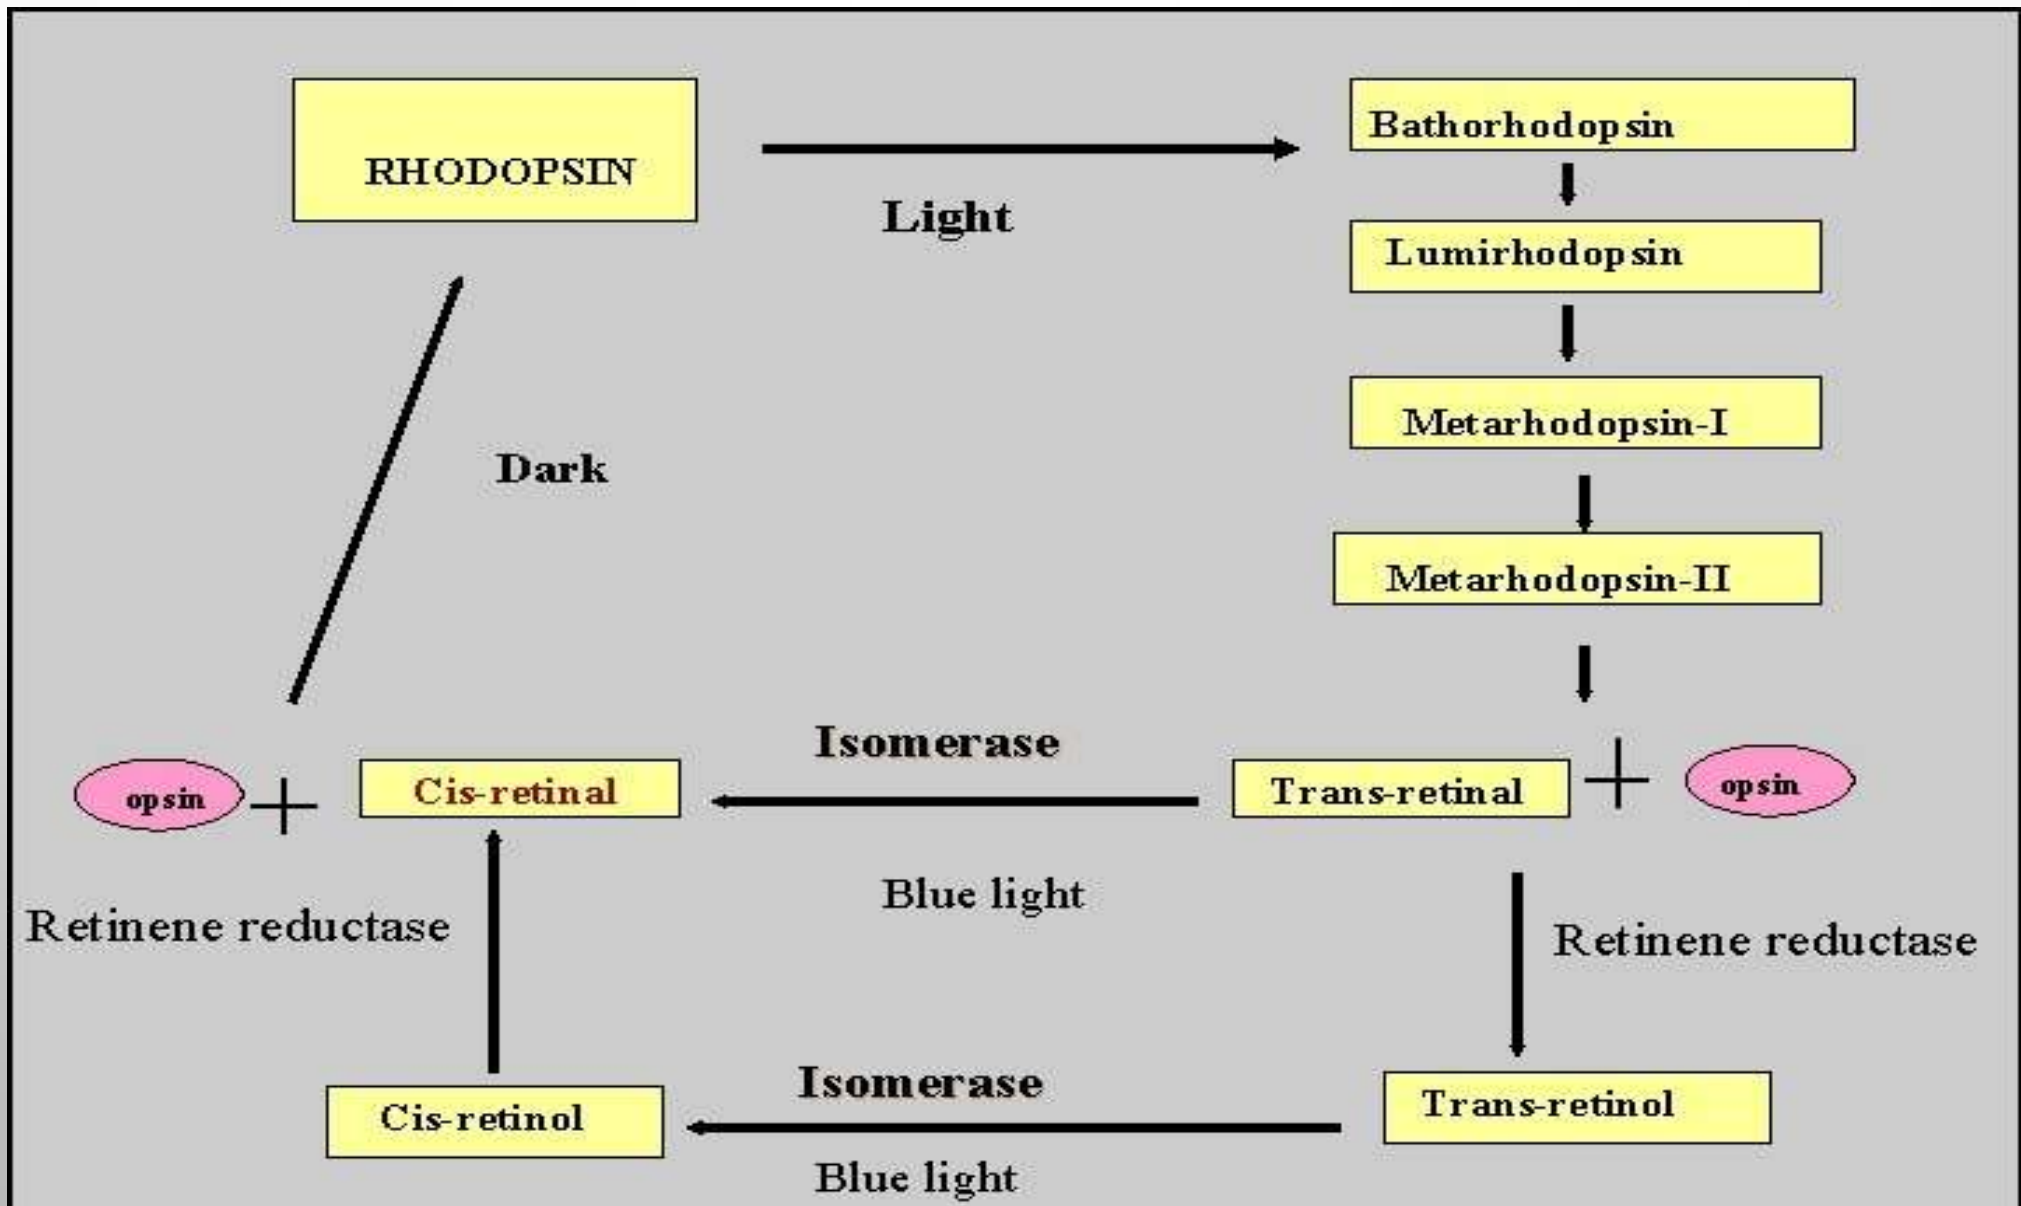 RHODOPSIN
Light
Bathorhodopsin
Lumirhodopsin
Metarhodopsin-I
Metarhodopsin-II
Dark
opsin
+
Cis-retinal
Isomerase
Blue light
Trans-retinal
+
opsin
Retinene reductase
Retinene reductase
Cis-retinol
Isomerase
Blue light
Trans-retinol